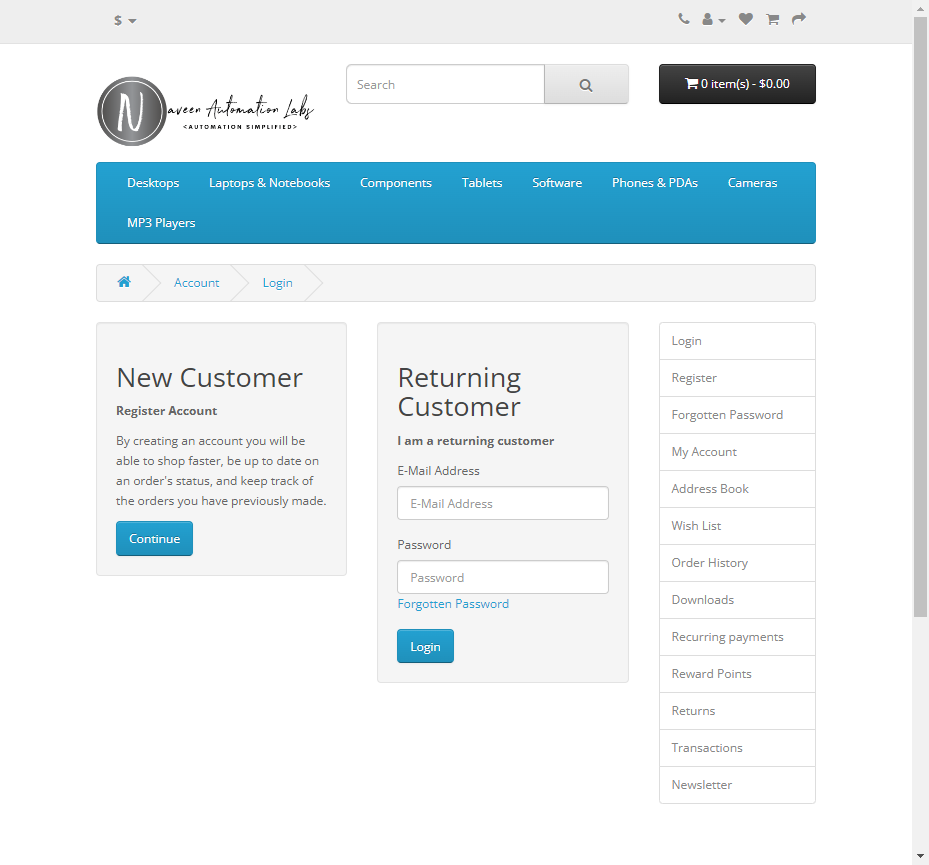 $
Naveen Automation Labs
<AUTOMATION SIMPLIFIED>
Search
0 item(s) - $0.00
Desktops Laptops & Notebooks Components Tablets Software Phones & PDAs Cameras
MP3 Players
Account Login
New Customer
Register Account
By creating an account you will be
able to shop faster, be up to date on
an order's status, and keep track of
the orders you have previously made.
Continue
Returning
Customer
I am a returning customer
E-Mail Address
E-Mail Address
Password
Password
Forgotten Password
Login
Login
Register
Forgotten Password
My Account
Address Book
Wish List
Order History
Downloads
Recurring payments
Reward Points
Returns
Transactions
Newsletter